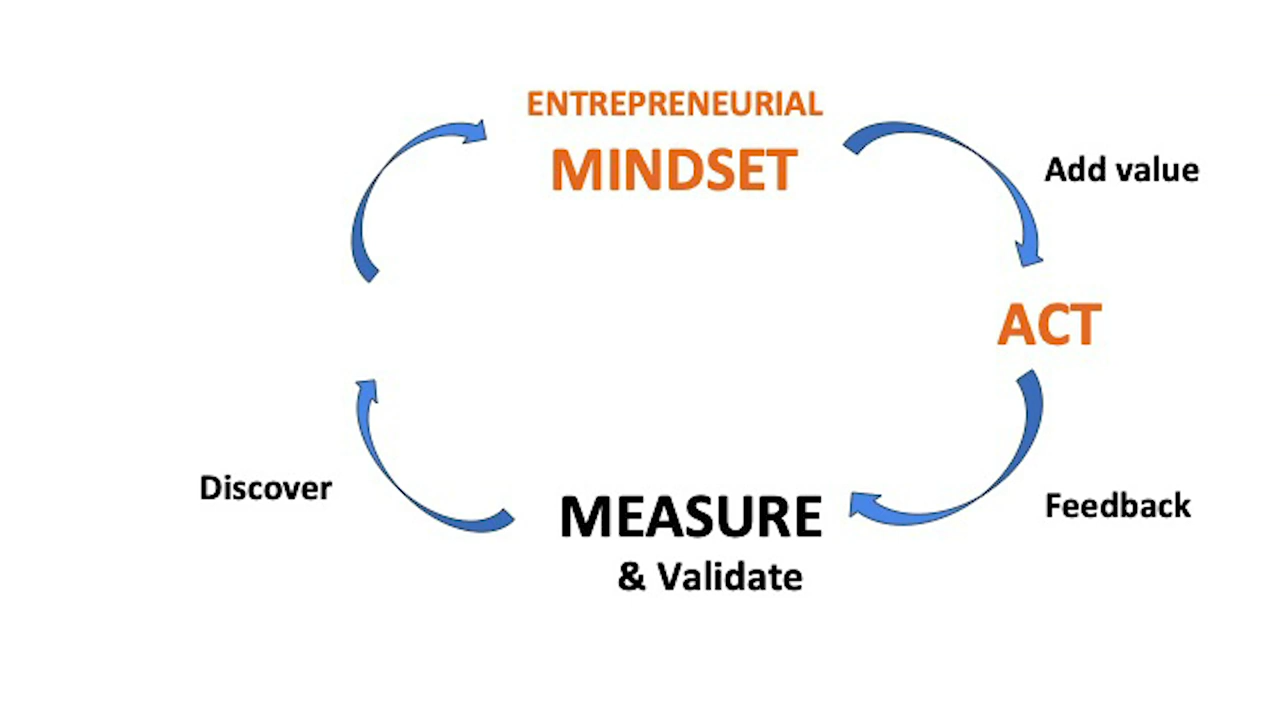 ENTREPRENEURIAL
MINDSET
Add value
ACT
Feedback
MEASURE
& Validate
Discover